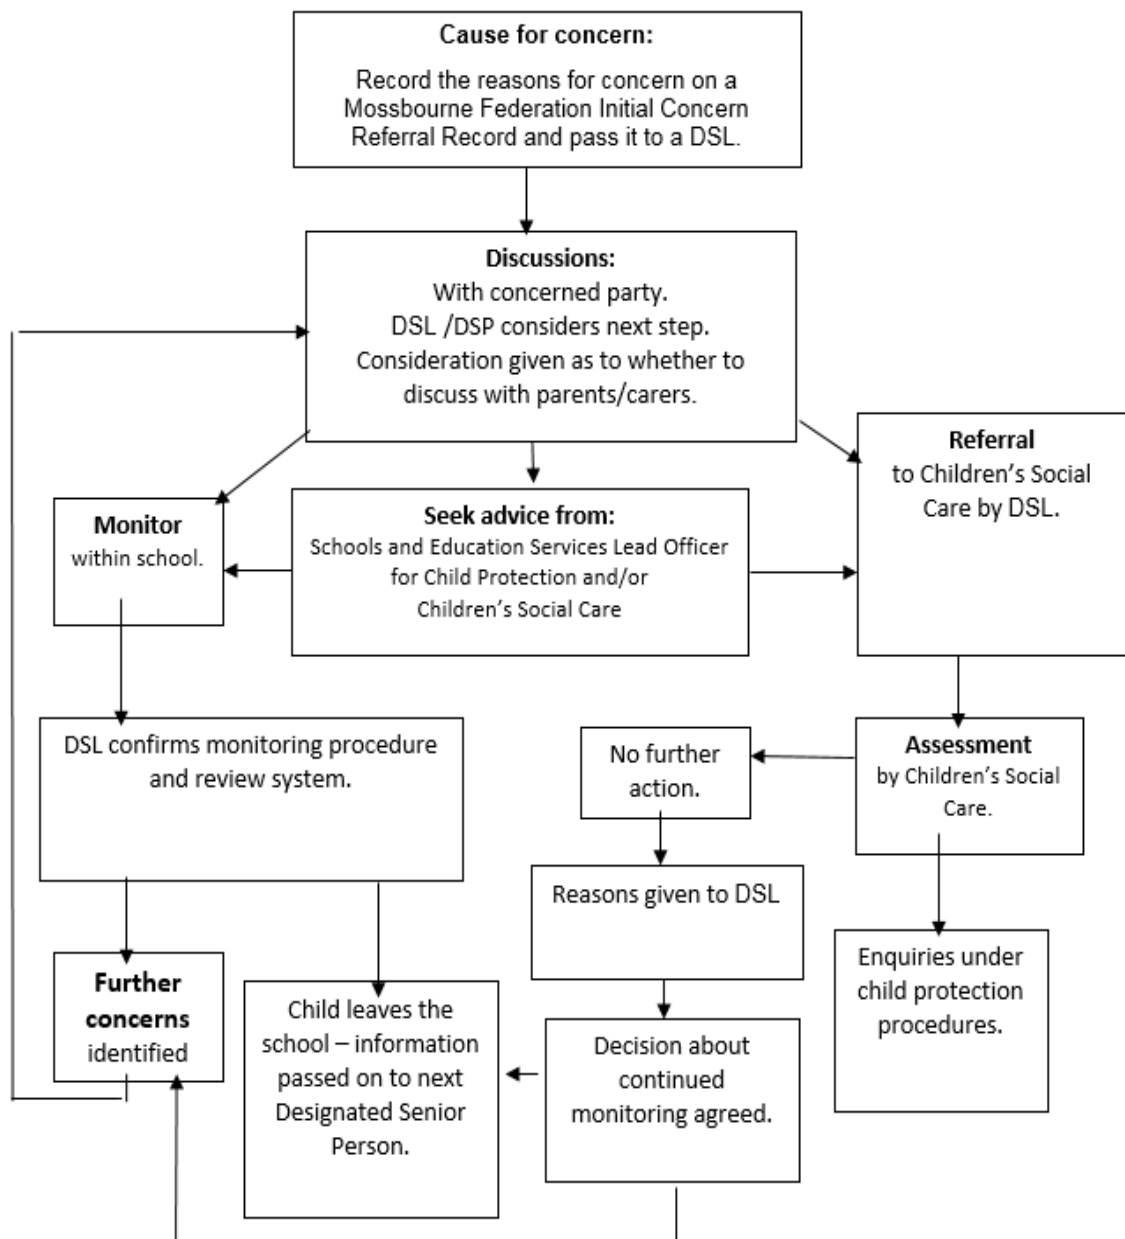 Cause for concern:
Record the reasons for concern on a
Mossbourne Federation Initial Concern
Referral Record and pass it to a DSL.
Discussions:
With concerned party.
DSL /DSP considers next step.
Consideration given as to whether to
discuss with parents/carers.
Monitor
within school.
Seek advice from:
Schools and Education Services Lead Officer
for Child Protection and/or
Children’s Social Care
Referral
to Children’s Social
Care by DSL.
DSL confirms monitoring procedure
and review system.
No further
action.
Assessment
by Children’s Social
Care.
Reasons given to DSL
Further
concerns
identified
Child leaves the
school – information
passed on to next
Designated Senior
Person.
Decision about
continued
monitoring agreed.
Enquiries under
child protection
procedures.